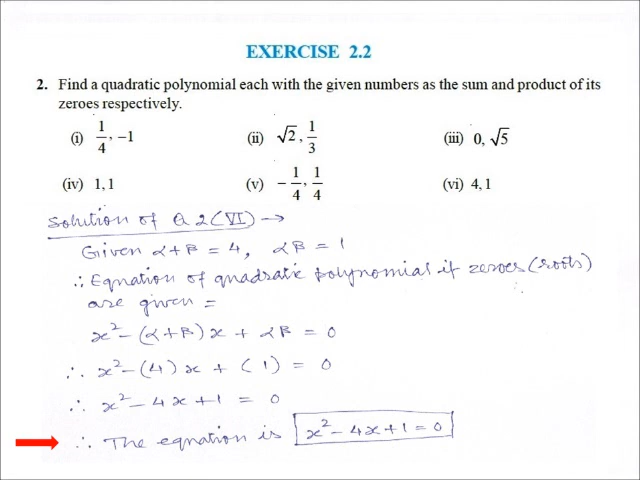 EXERCISE 2.2
2. Find a quadratic polynomial each with the given numbers as the sum and product of its
zeroes respectively.
(i) 1/4, −1 (ii) √2, 1/3 (iii) 0, √5
(iv) 1, 1 (v) −1/4, 1/4 (vi) 4, 1
Solution of Q 2(VI) →
Given α+β = 4, αβ = 1
∴ Equation of quadratic polynomial if zeroes (roots)
are given =
x² − (α+β)x + αβ = 0
∴ x² − (4)x + (1) = 0
∴ x² − 4x + 1 = 0
∴ The equation is x² − 4x + 1 = 0